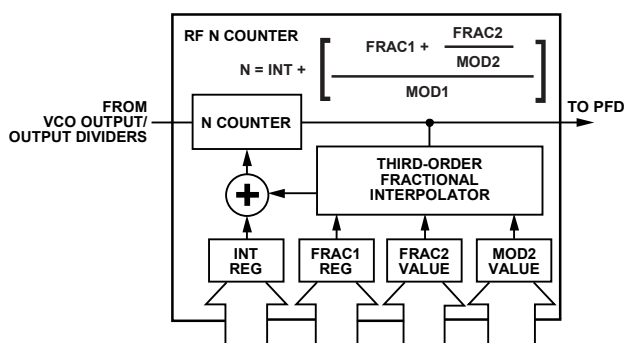 RF N COUNTER
N = INT +
FRAC1 +
FRAC2
MOD2
MOD1
FROM
VCO OUTPUT/
OUTPUT DIVIDERS
N COUNTER
TO PFD
THIRD-ORDER
FRACTIONAL
INTERPOLATOR
+
INT
REG
FRAC1
REG
FRAC2
VALUE
MOD2
VALUE